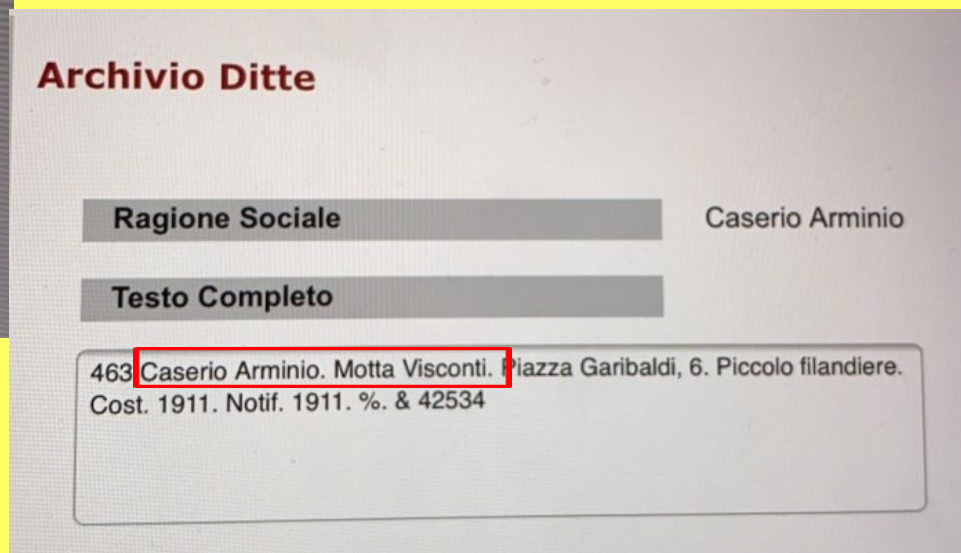 Archivio Ditte
Ragione Sociale Caserio Arminio
Testo Completo
463 Caserio Arminio. Motta Visconti. Piazza Garibaldi, 6. Piccolo filandiere.
Cost. 1911. Notif. 1911. %. & 42534